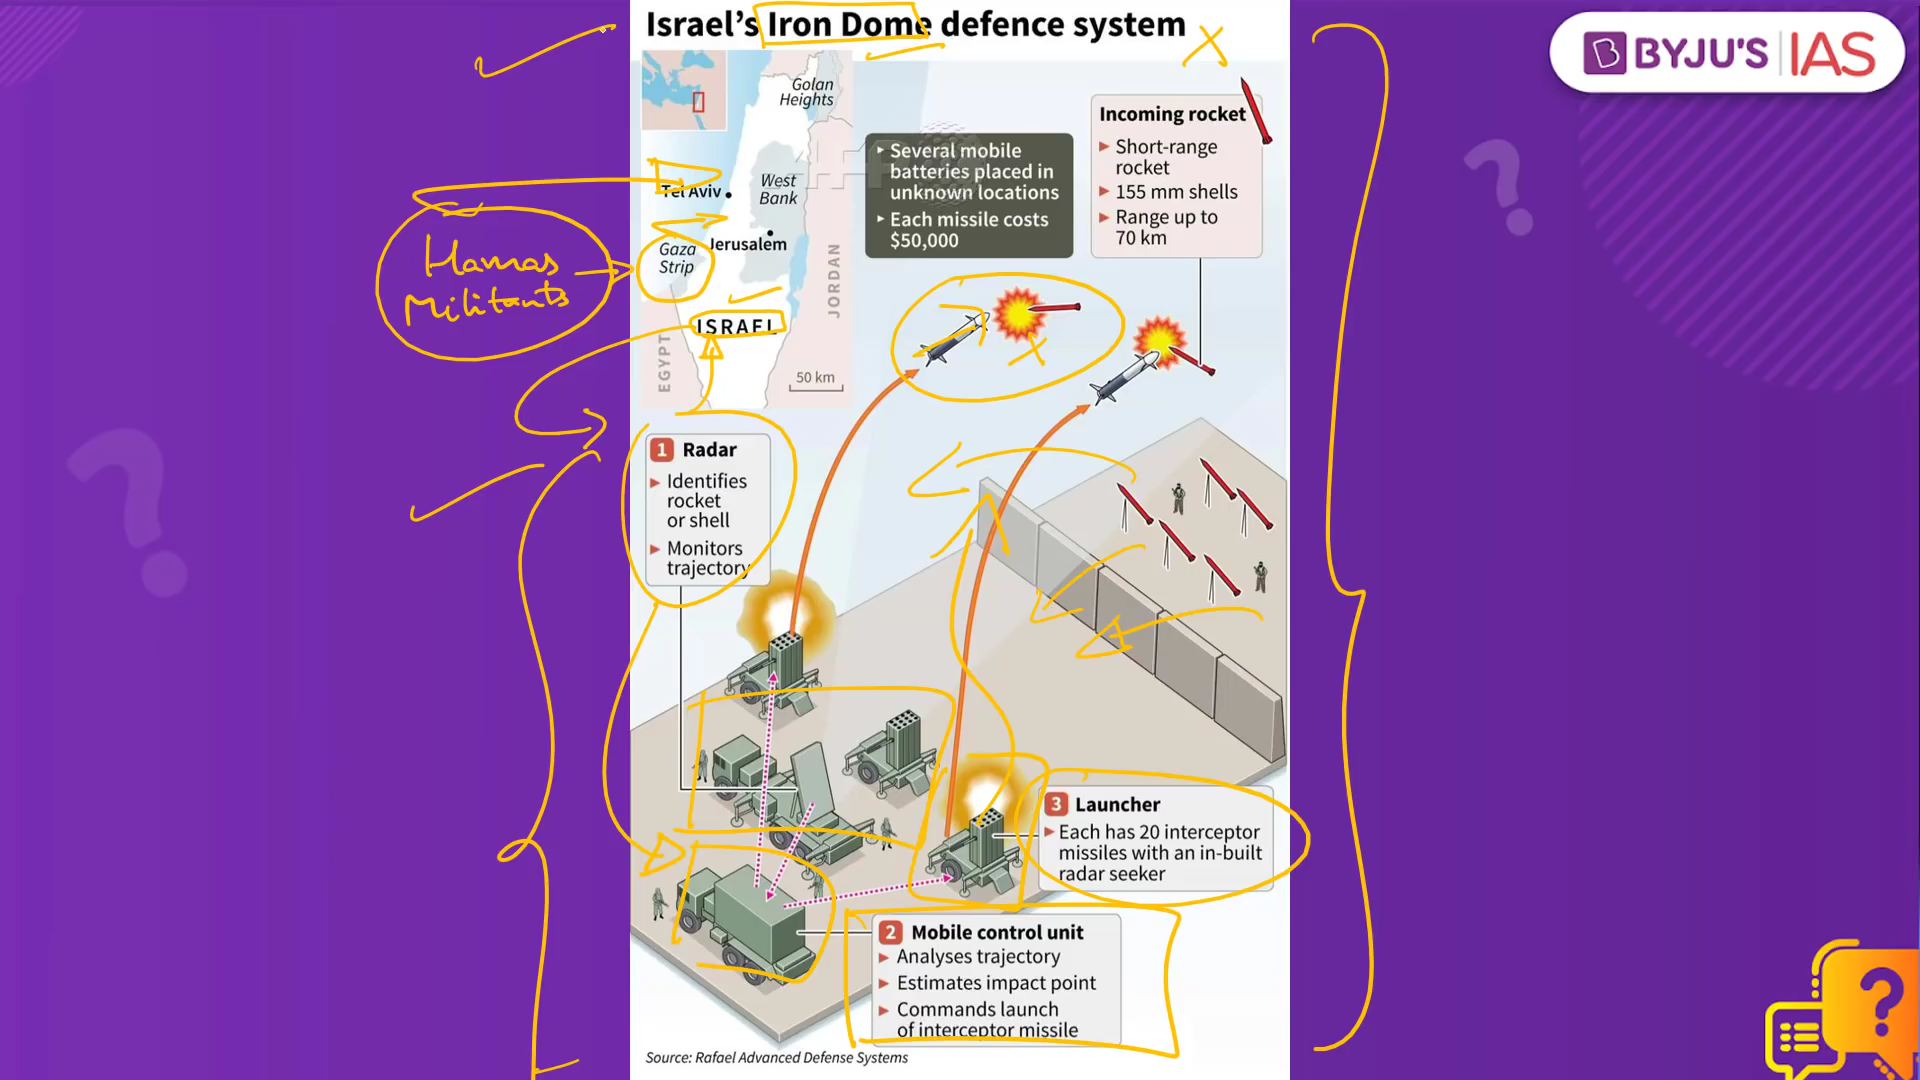 Israel's Iron Dome defence system
BYJU'S IAS
Golan
Heights
Tel Aviv
West
Bank
Gaza
Strip
Jerusalem
ISRAEL
JORDAN
EGYPT
50 km
Hamas
Militants
Several mobile
batteries placed in
unknown locations
Each missile costs
$50,000
Incoming rocket
Short-range
rocket
155 mm shells
Range up to
70 km
1 Radar
Identifies
rocket
or shell
Monitors
trajectory
3 Launcher
Each has 20 interceptor
missiles with an in-built
radar seeker
2 Mobile control unit
Analyses trajectory
Estimates impact point
Commands launch
of interceptor missile
Source: Rafael Advanced Defense Systems